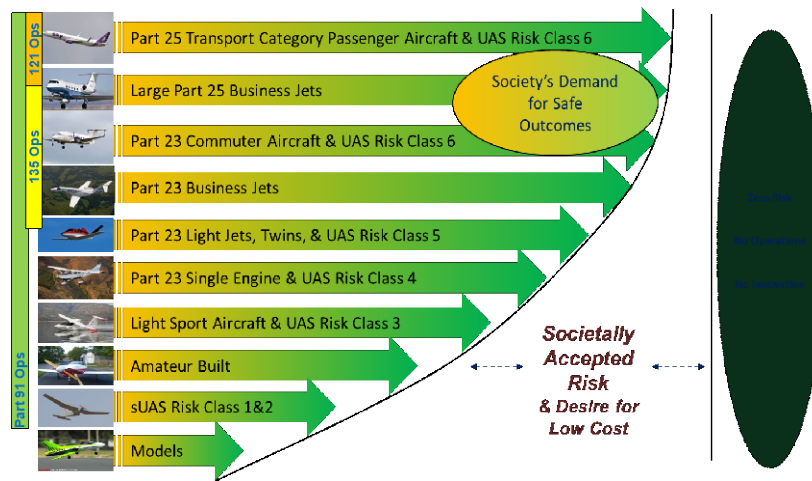 121 Ops
135 Ops
Part 91 Ops
Part 25 Transport Category Passenger Aircraft & UAS Risk Class 6
Large Part 25 Business Jets
Part 23 Commuter Aircraft & UAS Risk Class 6
Part 23 Business Jets
Part 23 Light Jets, Twins, & UAS Risk Class 5
Part 23 Single Engine & UAS Risk Class 4
Light Sport Aircraft & UAS Risk Class 3
Amateur Built
sUAS Risk Class 1&2
Models
Society's Demand
for Safe
Outcomes
Societally
Accepted
Risk
& Desire for
Low Cost
Zero Risk
No Innovation